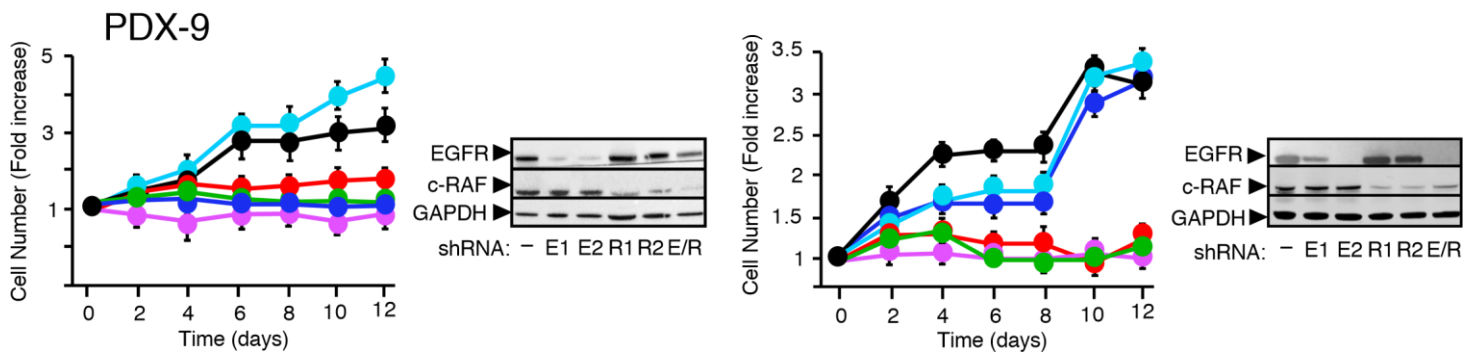 PDX-9
Cell Number (Fold increase)
5
3
1
0 2 4 6 8 10 12
Time (days)
EGFR
c-RAF
GAPDH
shRNA: – E1 E2 R1 R2 E/R
Cell Number (Fold increase)
3.5
3
2.5
2
1.5
1
0 2 4 6 8 10 12
Time (days)
EGFR
c-RAF
GAPDH
shRNA: – E1 E2 R1 R2 E/R